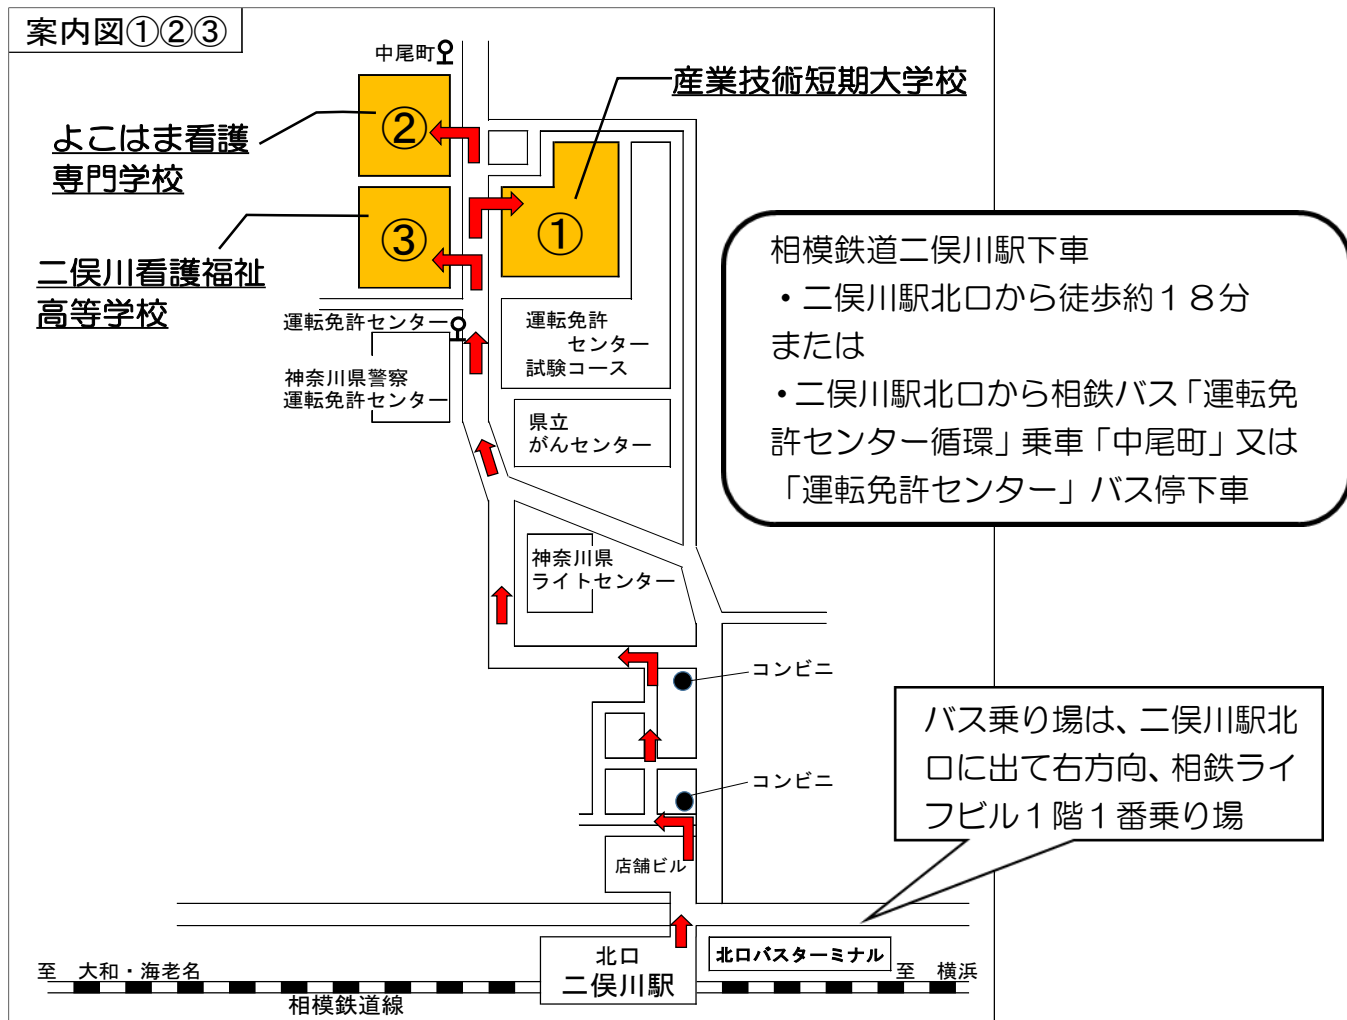 案内図①②③
中尾町
産業技術短期大学校
②
よこはま看護
専門学校
①
③
二俣川看護福祉
高等学校
相模鉄道二俣川駅下車
・二俣川駅北口から徒歩約１８分
または
・二俣川駅北口から相鉄バス「運転免
許センター循環」乗車「中尾町」又は
「運転免許センター」バス停下車
運転免許センター
運転免許
センター
試験コース
神奈川県警察
運転免許センター
県立
がんセンター
神奈川県
ライトセンター
コンビニ
コンビニ
バス乗り場は、二俣川駅北
口に出て右方向、相鉄ライ
フビル１階１番乗り場
店舗ビル
北口
二俣川駅
北口バスターミナル
至　大和・海老名
至　横浜
相模鉄道線